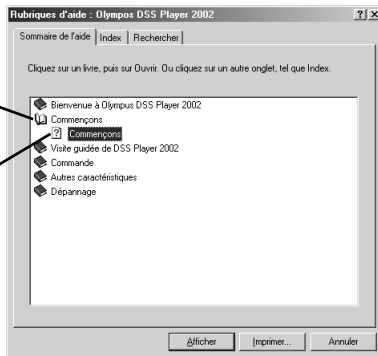 Rubriques d'aide : Olympos DSS Player 2002
Sommaire de l'aide Index Rechercher
Cliquez sur un livre, puis sur Ouvrir. Ou cliquez sur un autre onglet, tel que Index.
Bienvenue à Olympus DSS Player 2002
Commençons
Commençons
Visite guidée de DSS Player 2002
Commande
Autres caractéristiques
Dépannage
Afficher Imprimer... Annuler